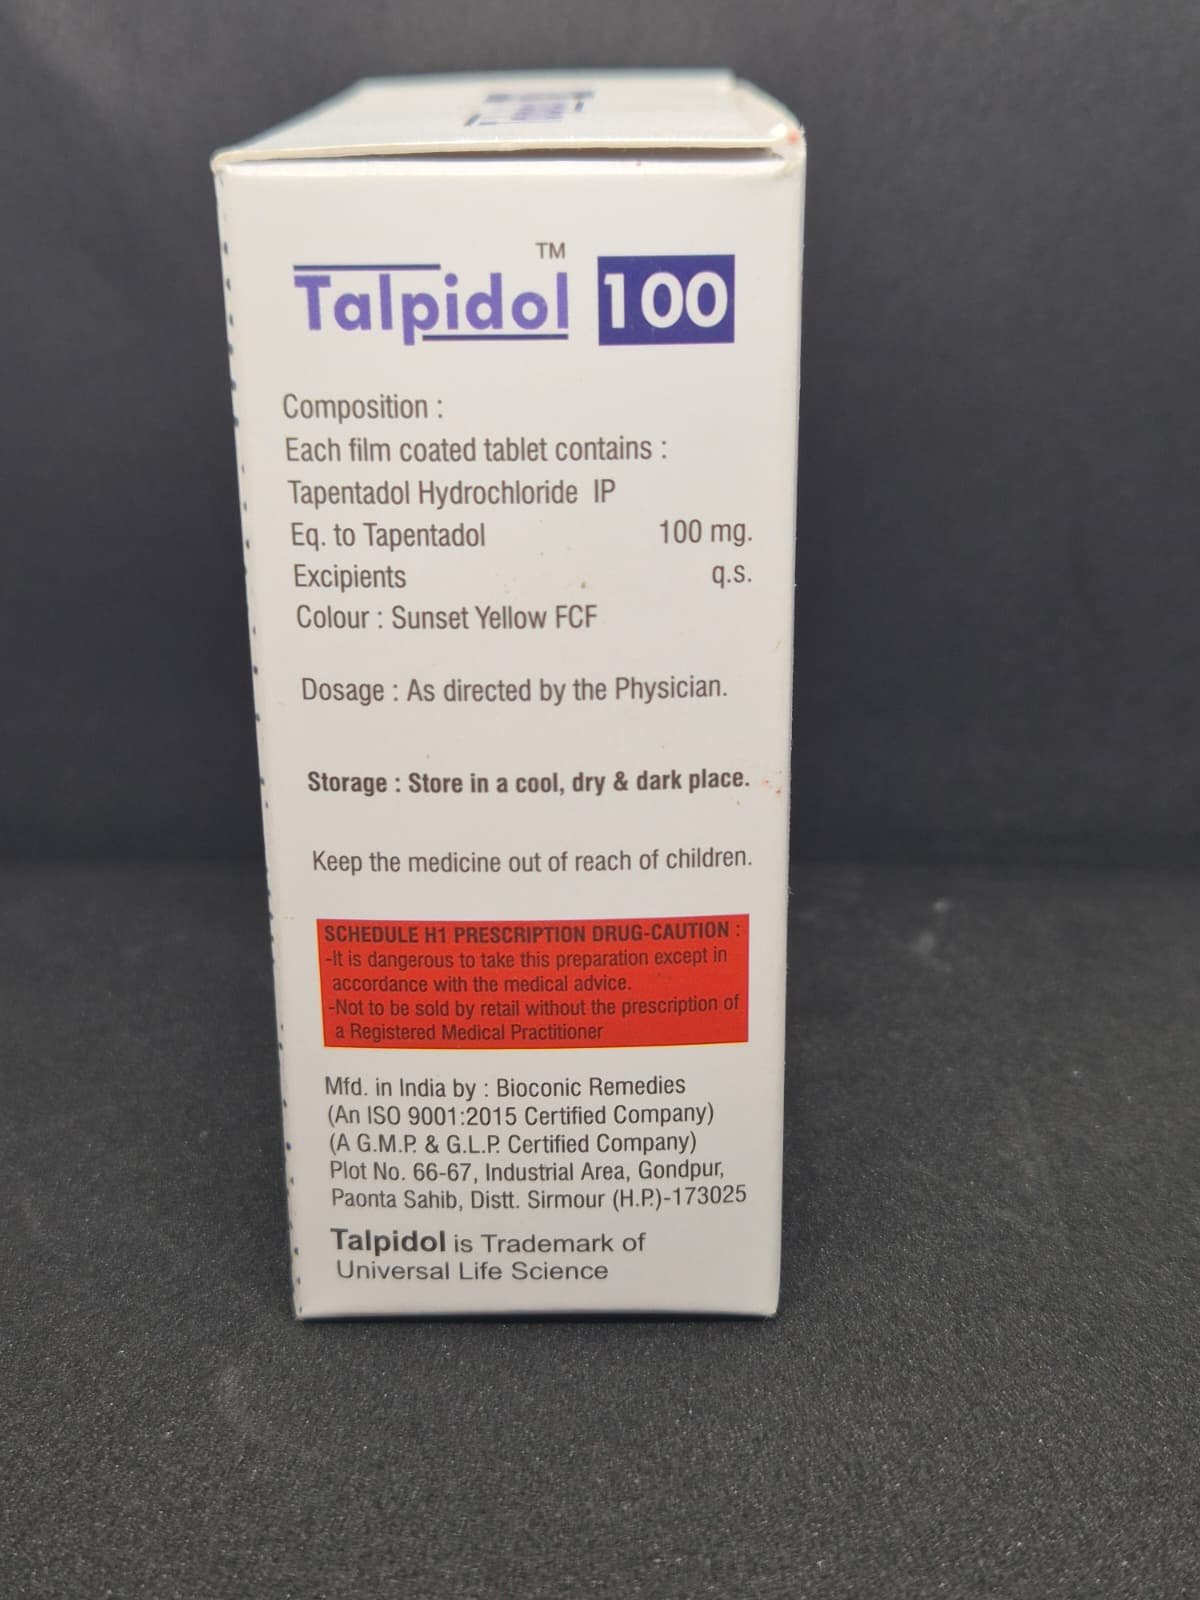 Talpidol™ 100
Composition :
Each film coated tablet contains :
Tapentadol Hydrochloride IP
Eq. to Tapentadol 100 mg.
Excipients q.s.
Colour : Sunset Yellow FCF
Dosage : As directed by the Physician.
Storage : Store in a cool, dry & dark place.
Keep the medicine out of reach of children.
SCHEDULE H1 PRESCRIPTION DRUG-CAUTION :
-It is dangerous to take this preparation except in
accordance with the medical advice.
-Not to be sold by retail without the prescription of
a Registered Medical Practitioner
Mfd. in India by : Bioconic Remedies
(An ISO 9001:2015 Certified Company)
(A G.M.P. & G.L.P. Certified Company)
Plot No. 66-67, Industrial Area, Gondpur,
Paonta Sahib, Distt. Sirmour (H.P.)-173025
Talpidol is Trademark of
Universal Life Science